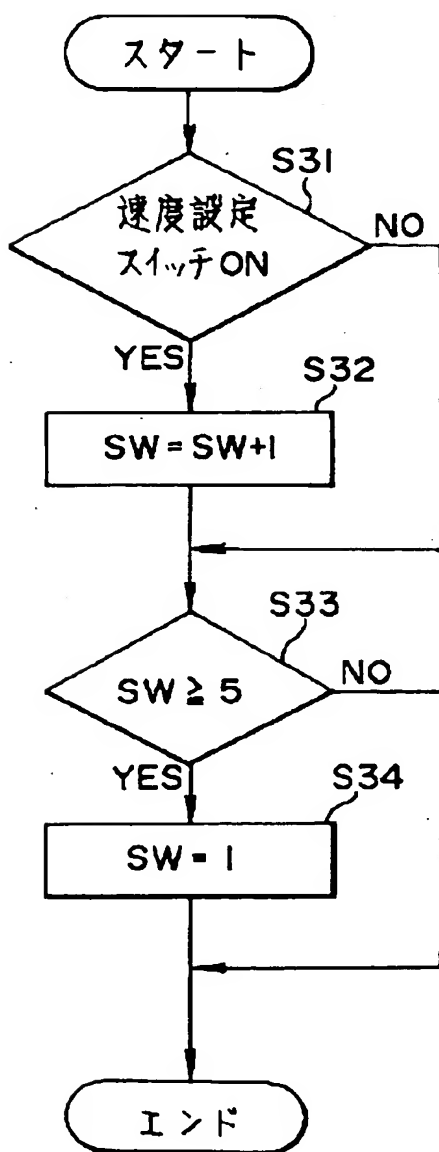 スタート
S31
速度設定
スイッチON
NO
YES
S32
SW=SW+1
S33
SW≧5
NO
YES
S34
SW=1
エンド